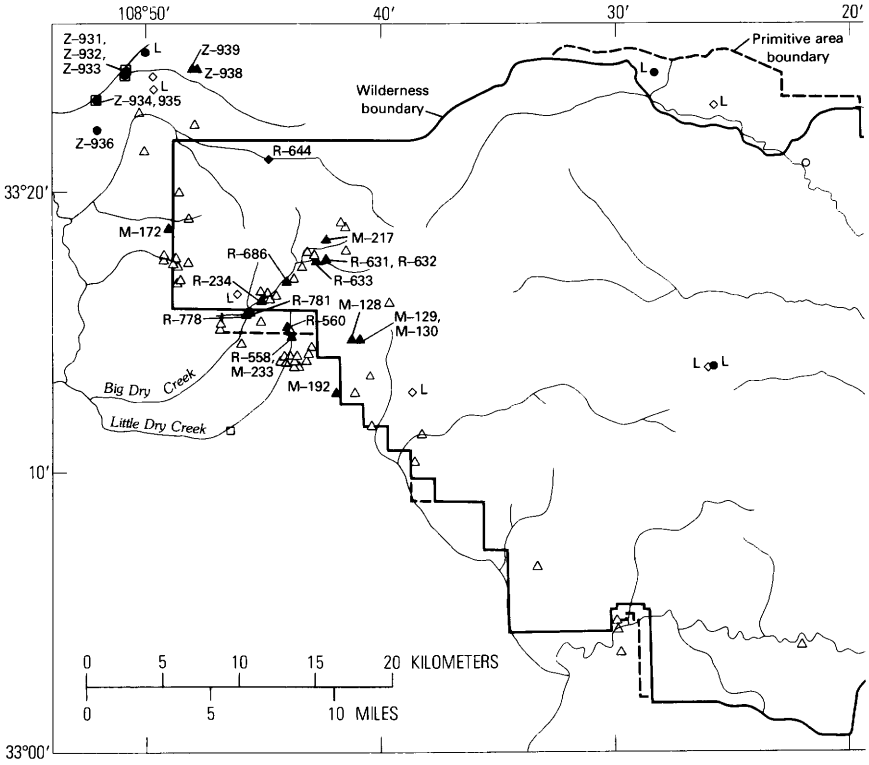 108°50′ 40′ 30′ 20′
Z–931,
Z–932,
Z–933
L
Z–939
Z–938
L
Z–934, 935
Z–936
Wilderness
boundary
L
L
Primitive area
boundary
R–644
33°20′
M–172
M–217
R–686
R–631, R–632
R–234
R–633
L
R–781
M–128
R–778
R–560
M–129,
M–130
R–558,
M–233
M–192
L
L
Big Dry Creek
Little Dry Creek
10′
0 5 10 15 20 KILOMETERS
0 5 10 MILES
33°00′